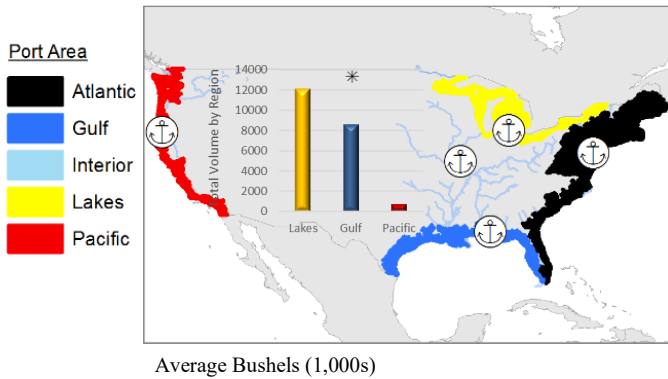 Port Area
Atlantic
Gulf
Interior
Lakes
Pacific
Total Volume by Region
14000
12000
10000
8000
6000
4000
2000
0
Lakes
Gulf
Pacific
Average Bushels (1,000s)